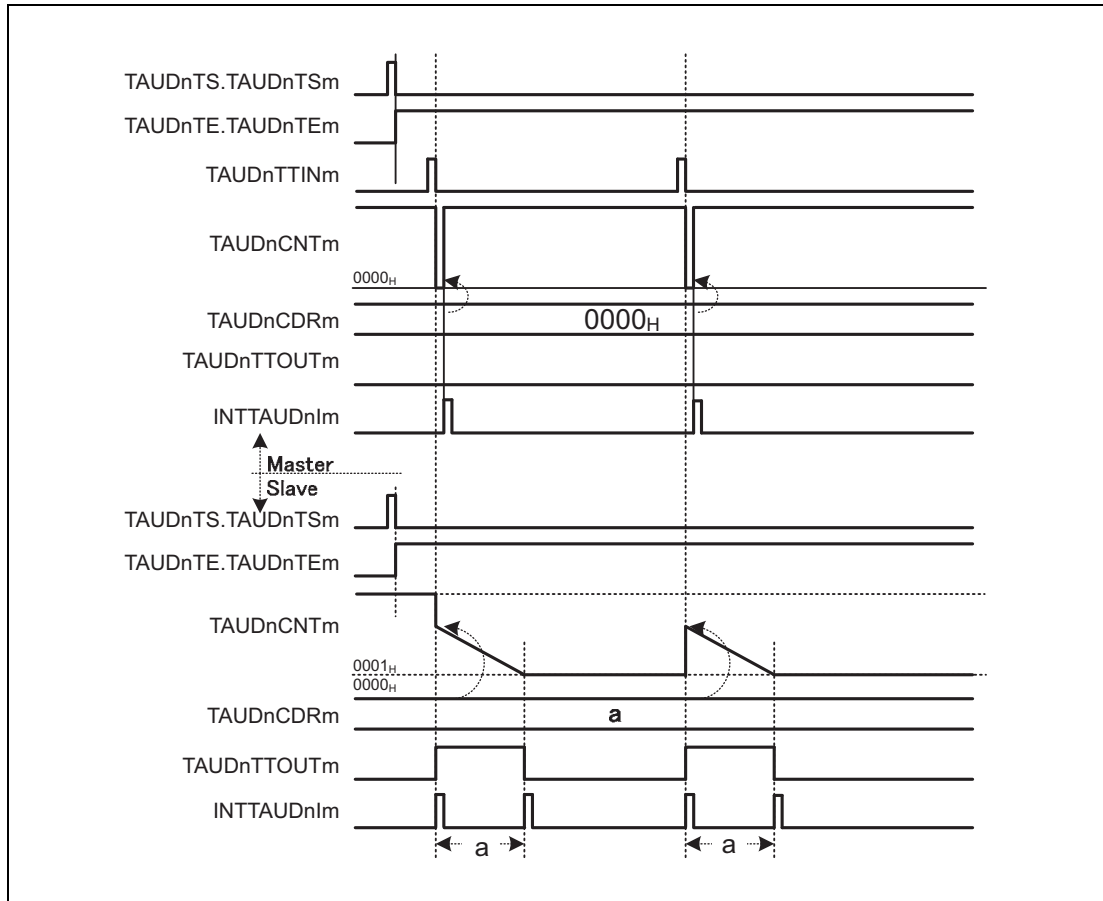 TAUDnTS.TAUDnTSm
TAUDnTE.TAUDnTEm
TAUDnTTINm
TAUDnCNTm
0000H
TAUDnCDRm
0000H
TAUDnTTOUTm
INTTAUDnIm
Master
Slave
TAUDnTS.TAUDnTSm
TAUDnTE.TAUDnTEm
TAUDnCNTm
0001H
0000H
TAUDnCDRm
a
TAUDnTTOUTm
INTTAUDnIm
a
a